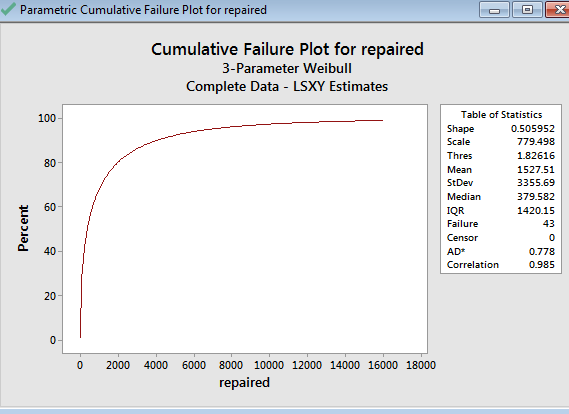 Parametric Cumulative Failure Plot for repaired
Cumulative Failure Plot for repaired
3-Parameter Weibull
Complete Data - LSXY Estimates
100
80
60
40
20
0
Percent
0 2000 4000 6000 8000 10000 12000 14000 16000 18000
repaired
Table of Statistics
Shape 0.505952
Scale 779.498
Thres 1.82616
Mean 1527.51
StDev 3355.69
Median 379.582
IQR 1420.15
Failure 43
Censor 0
AD* 0.778
Correlation 0.985